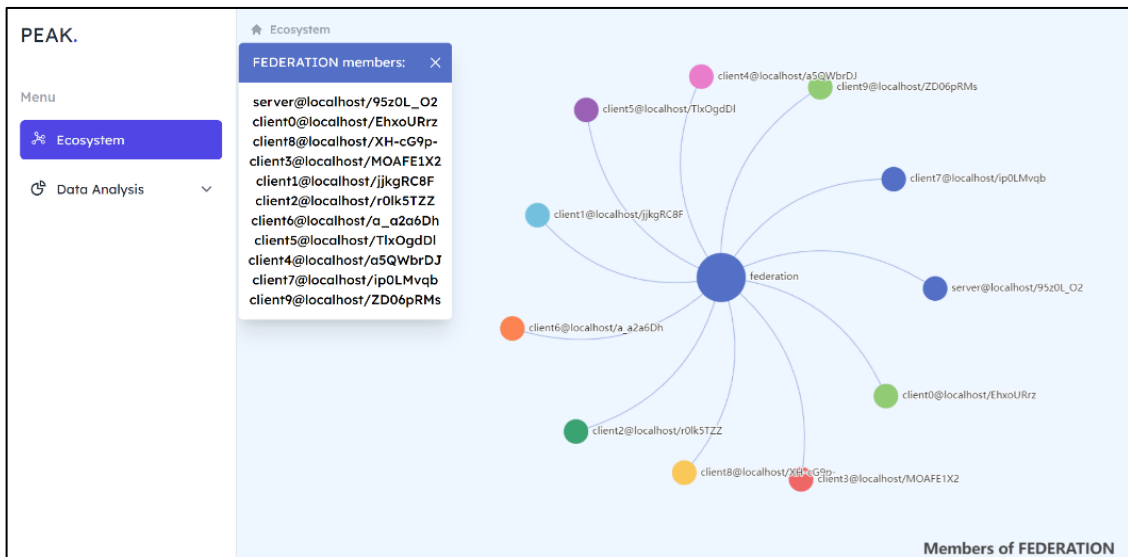 PEAK.
Menu
Ecosystem
Data Analysis
Ecosystem
FEDERATION members:
server@localhost/95z0L_O2
client0@localhost/EhxoURrz
client8@localhost/XH-cG9p-
client3@localhost/MOAFE1X2
client1@localhost/jjkgRC8F
client2@localhost/r0lk5TZZ
client6@localhost/a_a2a6Dh
client5@localhost/TlxOgdDl
client4@localhost/a5QWbrDJ
client7@localhost/ip0LMvqb
client9@localhost/ZD06pRMs
client4@localhost/a5QWbrDJ
client9@localhost/ZD06pRMs
client5@localhost/TlxOgdDl
client7@localhost/ip0LMvqb
client1@localhost/jjkgRC8F
federation
server@localhost/95z0L_O2
client6@localhost/a_a2a6Dh
client0@localhost/EhxoURrz
client2@localhost/r0lk5TZZ
client8@localhost/XH-cG9p-
client3@localhost/MOAFE1X2
Members of FEDERATION